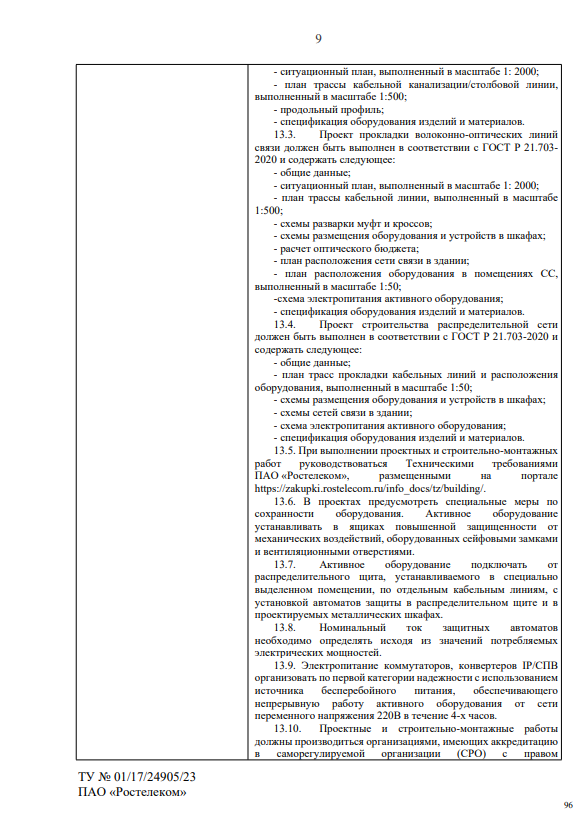 9
- ситуационный план, выполненный в масштабе 1: 2000;
- план трассы кабельной канализации/столбовой линии,
выполненный в масштабе 1:500;
- продольный профиль;
- спецификация оборудования изделий и материалов.
13.3. Проект прокладки волоконно-оптических линий
связи должен быть выполнен в соответствии с ГОСТ Р 21.703-
2020 и содержать следующее:
- общие данные;
- ситуационный план, выполненный в масштабе 1: 2000;
- план трассы кабельной линии, выполненный в масштабе
1:500;
- схемы разварки муфт и кроссов;
- схемы размещения оборудования и устройств в шкафах;
- расчет оптического бюджета;
- план расположения сети связи в здании;
- план расположения оборудования в помещениях СС,
выполненный в масштабе 1:50;
-схема электропитания активного оборудования;
- спецификация оборудования изделий и материалов.
13.4. Проект строительства распределительной сети
должен быть выполнен в соответствии с ГОСТ Р 21.703-2020 и
содержать следующее:
- общие данные;
- план трасс прокладки кабельных линий и расположения
оборудования, выполненный в масштабе 1:50;
- схемы размещения оборудования и устройств в шкафах;
- схемы сетей связи в здании;
- схема электропитания активного оборудования;
- спецификация оборудования изделий и материалов.
13.5. При выполнении проектных и строительно-монтажных
работ руководствоваться Техническими требованиями
ПАО «Ростелеком», размещенными на портале
https://zakupki.rostelecom.ru/info_docs/tz/building/.
13.6. В проектах предусмотреть специальные меры по
сохранности оборудования. Активное оборудование
устанавливать в ящиках повышенной защищенности от
механических воздействий, оборудованных сейфовыми замками
и вентиляционными отверстиями.
13.7. Активное оборудование подключать от
распределительного щита, устанавливаемого в специально
выделенном помещении, по отдельным кабельным линиям, с
установкой автоматов защиты в распределительном щите и в
проектируемых металлических шкафах.
13.8. Номинальный ток защитных автоматов
необходимо определять исходя из значений потребляемых
электрических мощностей.
13.9. Электропитание коммутаторов, конвертеров IP/СПВ
организовать по первой категории надежности с использованием
источника бесперебойного питания, обеспечивающего
непрерывную работу активного оборудования от сети
переменного напряжения 220В в течение 4-х часов.
13.10. Проектные и строительно-монтажные работы
должны производиться организациями, имеющих аккредитацию
в саморегулируемой организации (СРО) с правом
ТУ № 01/17/24905/23
ПАО «Ростелеком»
96